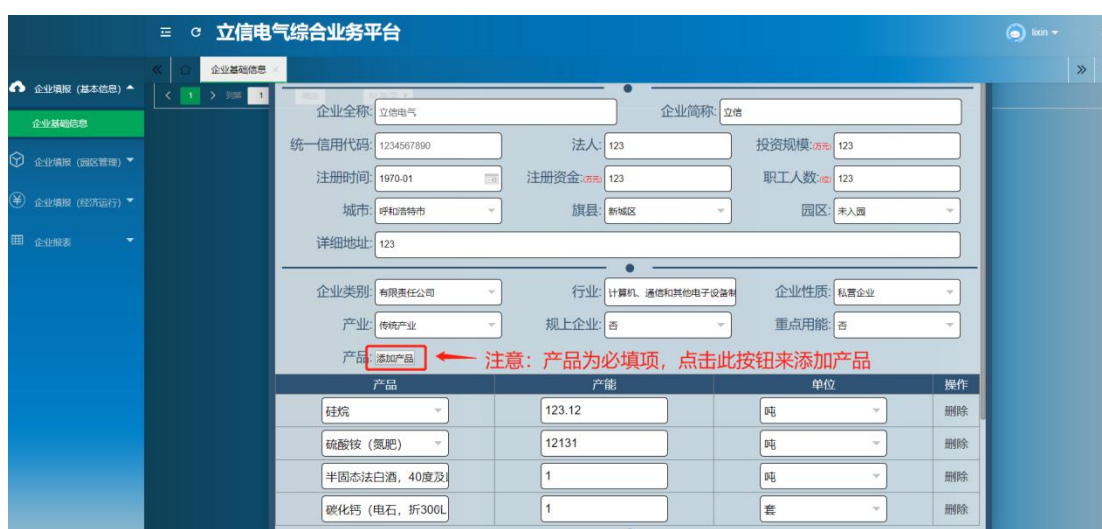 立信电气综合业务平台
lixin
企业基础信息
企业填报 (基本信息)
企业基础信息
企业填报 (园区管理)
企业填报 (经济运行)
企业报表
1 到第 1
企业全称: 立信电气 企业简称: 立信
统一信用代码: 1234567890 法人: 123 投资规模:(万元) 123
注册时间: 1970-01 注册资金:(万元) 123 职工人数:(位) 123
城市: 呼和浩特市 旗县: 新城区 园区: 未入园
详细地址: 123
企业类别: 有限责任公司 行业: 计算机、通信和其他电子设备制 企业性质: 私营企业
产业: 传统产业 规上企业: 否 重点用能: 否
产品: 添加产品 注意：产品为必填项，点击此按钮来添加产品
产品 产能 单位 操作
硅烷 123.12 吨 删除
硫酸铵（氮肥） 12131 吨 删除
半固态法白酒，40度及 1 吨 删除
碳化钙（电石，折300L 1 套 删除